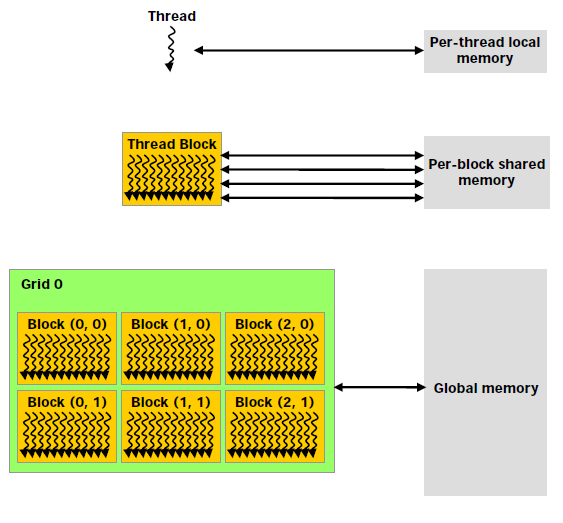 Thread
Per-thread local
memory
Thread Block
Per-block shared
memory
Grid 0
Block (0, 0)
Block (1, 0)
Block (2, 0)
Block (0, 1)
Block (1, 1)
Block (2, 1)
Global memory